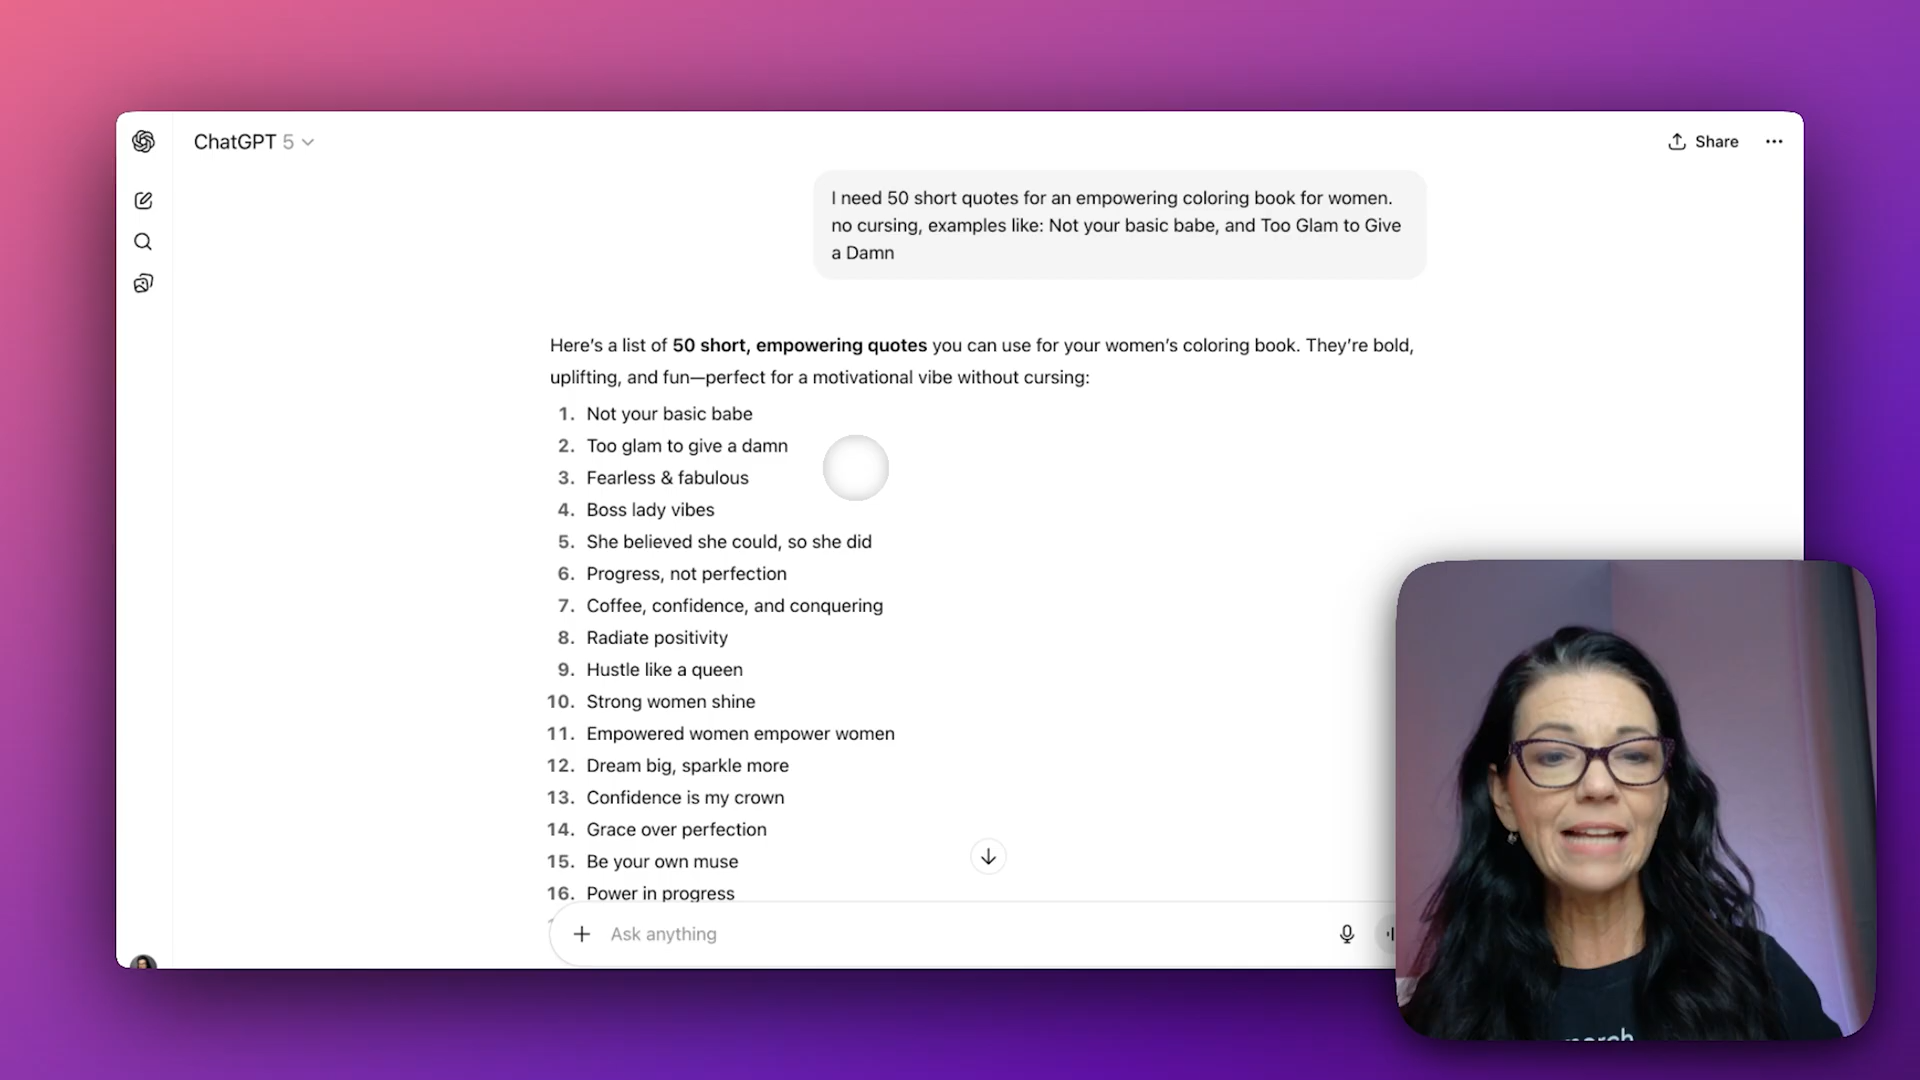 ChatGPT 5
Share
I need 50 short quotes for an empowering coloring book for women.
no cursing, examples like: Not your basic babe, and Too Glam to Give
a Damn
Here's a list of 50 short, empowering quotes you can use for your women's coloring book. They're bold,
uplifting, and fun—perfect for a motivational vibe without cursing:
1. Not your basic babe
2. Too glam to give a damn
3. Fearless & fabulous
4. Boss lady vibes
5. She believed she could, so she did
6. Progress, not perfection
7. Coffee, confidence, and conquering
8. Radiate positivity
9. Hustle like a queen
10. Strong women shine
11. Empowered women empower women
12. Dream big, sparkle more
13. Confidence is my crown
14. Grace over perfection
15. Be your own muse
16. Power in progress
Ask anything